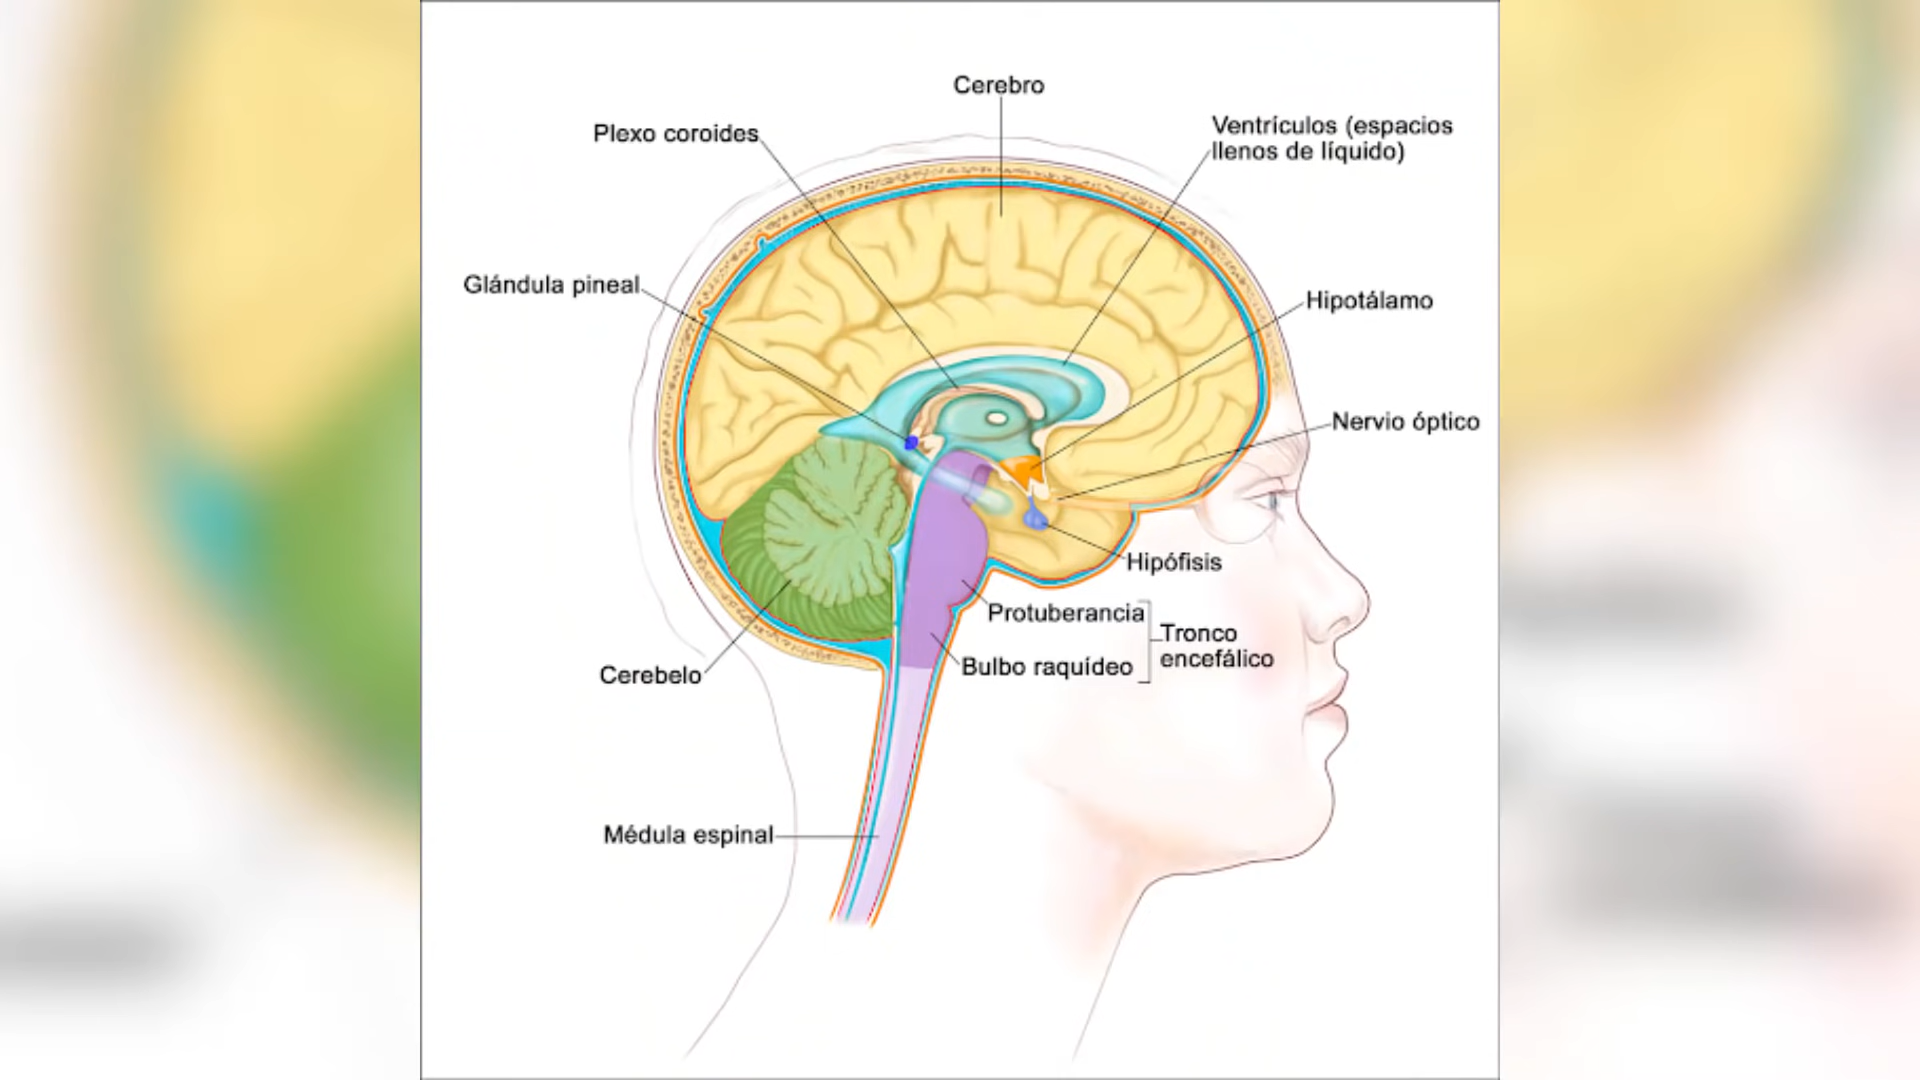 Cerebro
Plexo coroides
Ventrículos (espacios
llenos de líquido)
Glándula pineal
Hipotálamo
Nervio óptico
Hipófisis
Protuberancia
Tronco
encefálico
Bulbo raquídeo
Cerebelo
Médula espinal